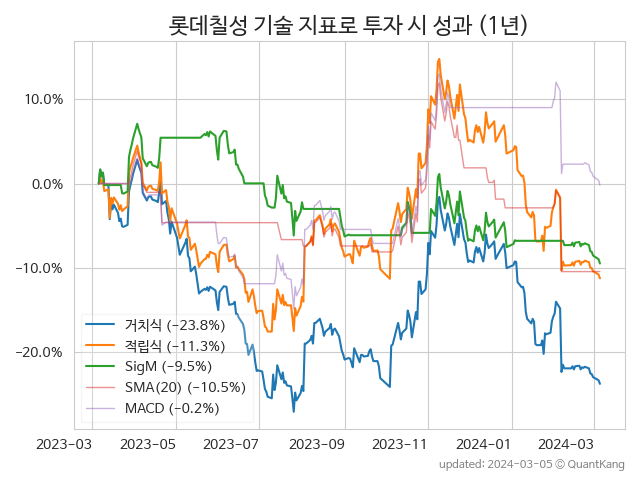 롯데칠성 기술 지표로 투자 시 성과 (1년)
10.0%
0.0%
−10.0%
−20.0%
거치식 (−23.8%)
적립식 (−11.3%)
SigM (−9.5%)
SMA(20) (−10.5%)
MACD (−0.2%)
2023−03 2023−05 2023−07 2023−09 2023−11 2024−01 2024−03
updated: 2024−03−05 © QuantKang